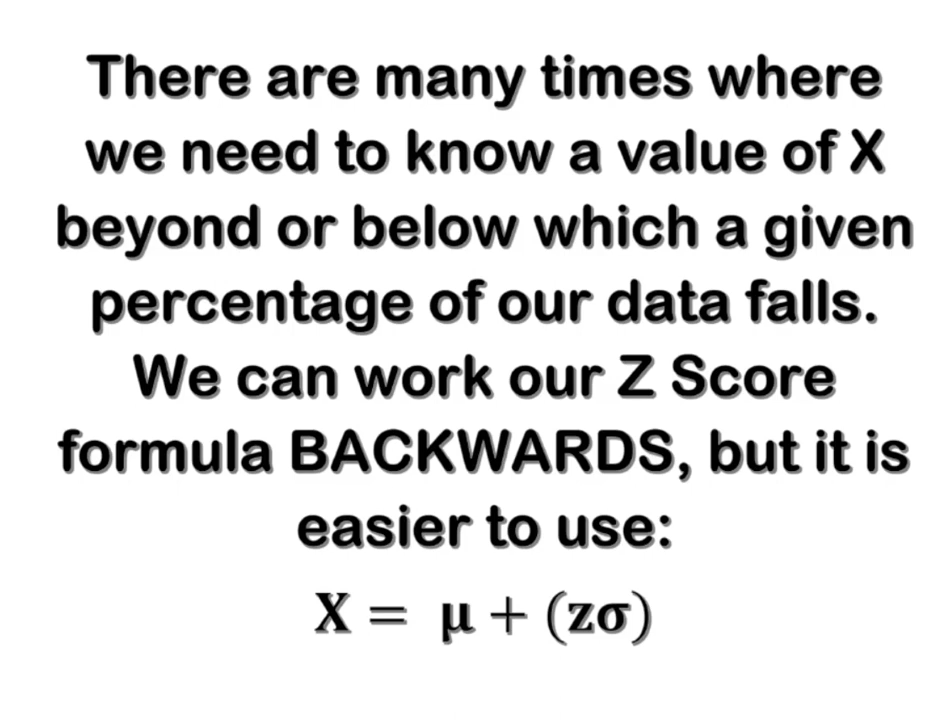 There are many times where
we need to know a value of X
beyond or below which a given
percentage of our data falls.
We can work our Z Score
formula BACKWARDS, but it is
easier to use:
X = μ + (zσ)